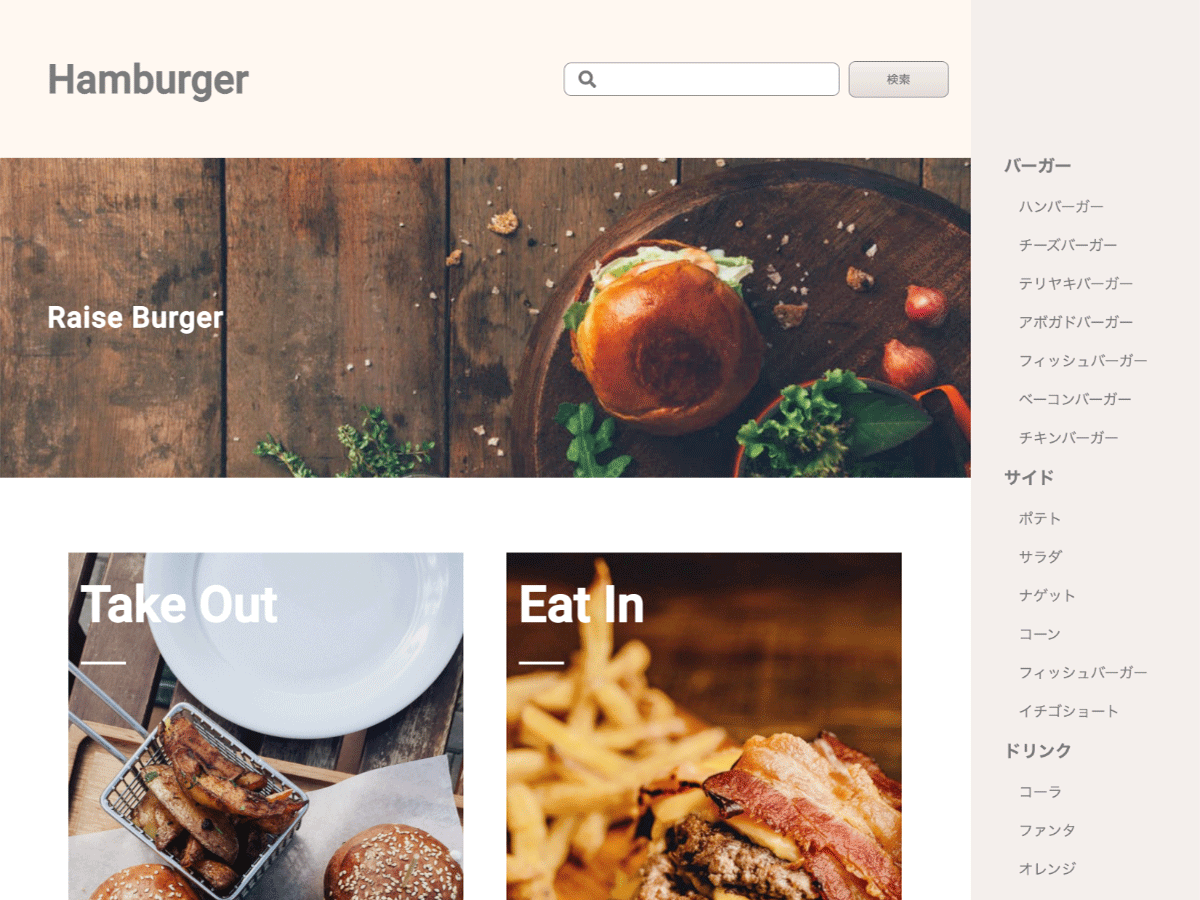 Hamburger
検索
Raise Burger
Take Out
Eat In
バーガー
ハンバーガー
チーズバーガー
テリヤキバーガー
アボガドバーガー
フィッシュバーガー
ベーコンバーガー
チキンバーガー
サイド
ポテト
サラダ
ナゲット
コーン
フィッシュバーガー
イチゴショート
ドリンク
コーラ
ファンタ
オレンジ